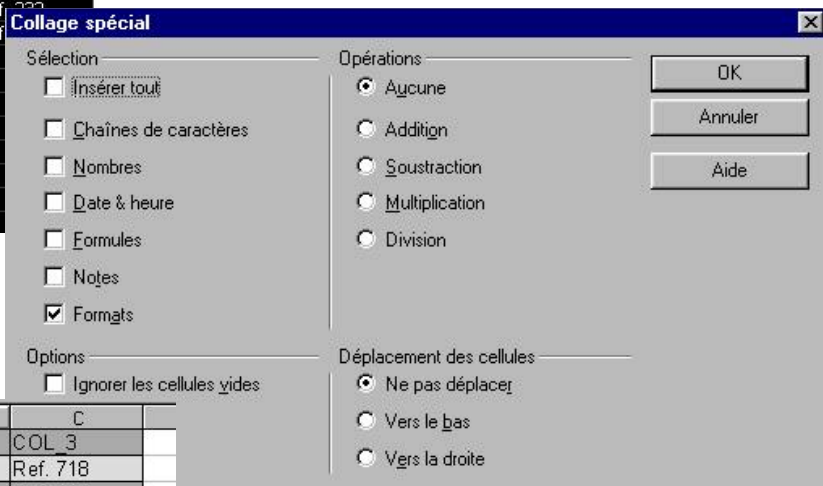 Collage spécial
Sélection
Insérer tout
Chaînes de caractères
Nombres
Date & heure
Formules
Notes
Formats
Opérations
Aucune
Addition
Soustraction
Multiplication
Division
OK
Annuler
Aide
Options
Ignorer les cellules vides
Déplacement des cellules
Ne pas déplacer
Vers le bas
Vers la droite
C
COL_3
Ref. 718